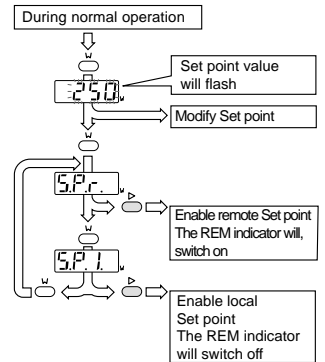 During normal operation
W
Set point value
will flash
250
W
Modify Set point
W
S.P.r.
W
Enable remote Set point
The REM indicator will,
switch on
W
S.P. 1.
W
W
Enable local
Set point
The REM indicator
will switch off